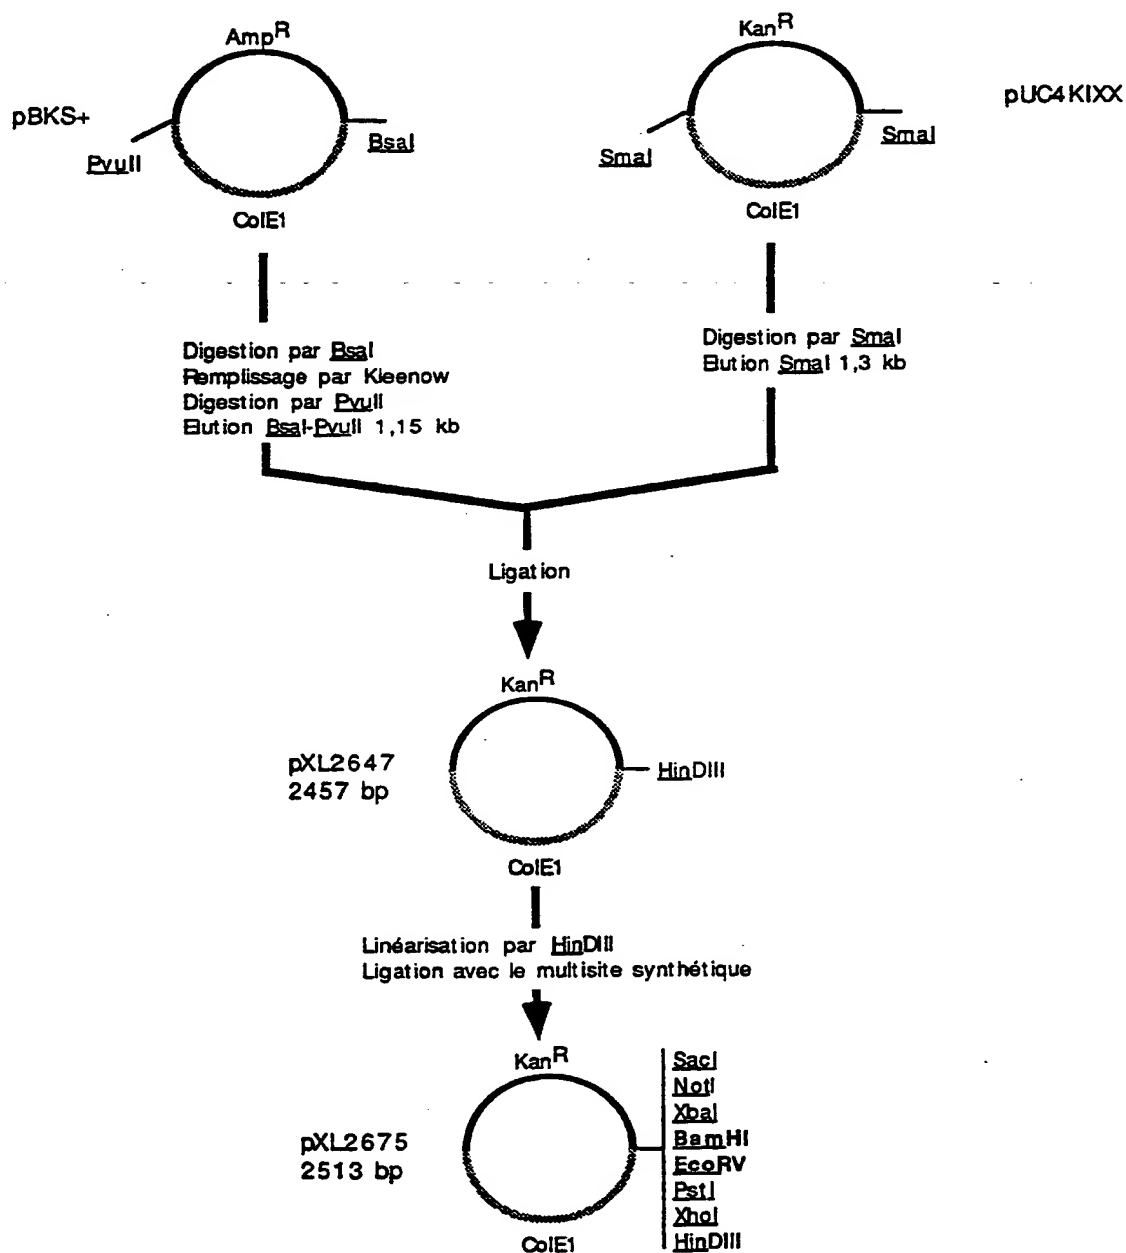 AmpR
KanR
pBKS+
pUC4KIXX
PvuII
BsaI
SmaI
SmaI
ColE1
ColE1
Digestion par BsaI
Remplissage par Kleenow
Digestion par PvuII
Elution BsaI-PvuII 1,15 kb
Digestion par SmaI
Elution SmaI 1,3 kb
Ligation
KanR
pXL2647
2457 bp
HinDIII
ColE1
Linéarisation par HinDIII
Ligation avec le multisite synthétique
KanR
pXL2675
2513 bp
SacI
NotI
XbaI
BamHI
EcoRV
PstI
XhoI
HinDIII
ColE1